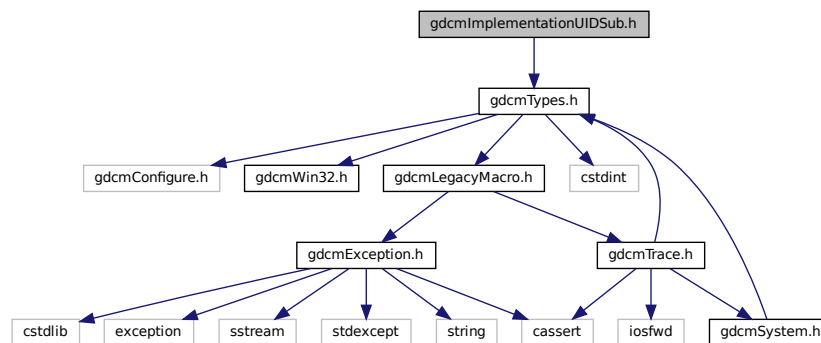 gdcmImplementationUIDSub.h
gdcmTypes.h
gdcmConfigure.h
gdcmWin32.h
gdcmLegacyMacro.h
cstdint
gdcmException.h
gdcmTrace.h
cstdlib
exception
sstream
stdexcept
string
cassert
iosfwd
gdcmSystem.h